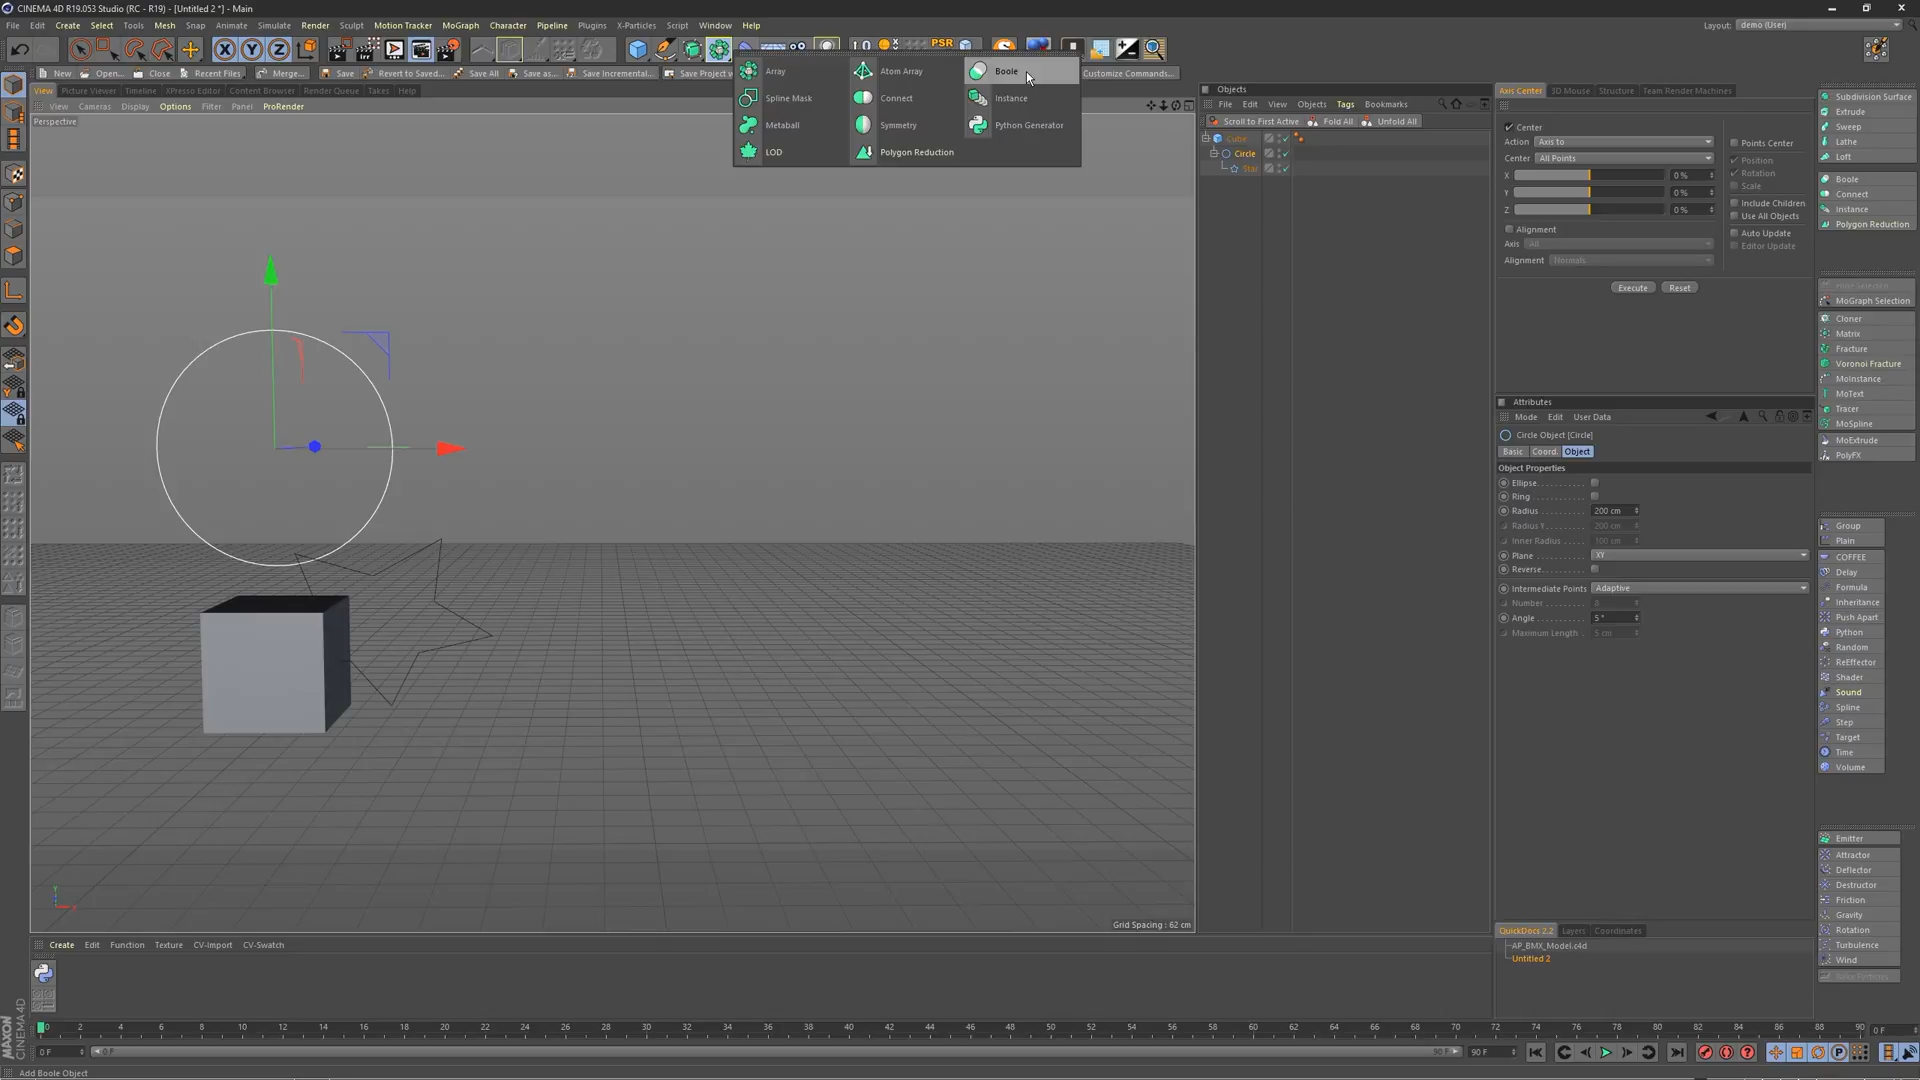 CINEMA 4D R19.053 Studio (RC - R19) - [Untitled 2 *] - Main
File Create Select Tools Mesh Snap Animate Simulate Render Sculpt Motion Tracker MoGraph Character Pipeline Plugins X-Particles Script Window Help
Layout: demo (User)
X Y Z PSR
New Open... Close Recent Files Merge... Save Revert to Saved... Save All Save as... Save Incremental... Save Project Customize Commands...
Array Atom Array Boole
Spline Mask Connect Instance
Metaball Symmetry Python Generator
LOD Polygon Reduction
View Picture Viewer Timeline XPresso Editor Content Browser Render Queue Takes Help
View Cameras Display Options Filter Panel ProRender
Perspective
Grid Spacing : 62 cm
Objects
File Edit View Objects Tags Bookmarks
Scroll to First Active Fold All Unfold All
Cube
Circle
Star
Axis Center 3D Mouse Structure Team Render Machines
Center
Action Axis to Points Center
Center All Points Position
X 0 % Rotation
Y 0 % Scale
Z 0 % Include Children
Use All Objects
Alignment Auto Update
Axis All Editor Update
Alignment Normals
Execute Reset
Attributes
Mode Edit User Data
Circle Object [Circle]
Basic Coord. Object
Object Properties
Ellipse
Ring
Radius 200 cm
Radius Y 200 cm
Inner Radius 100 cm
Plane XY
Reverse
Intermediate Points Adaptive
Number 8
Angle 5 °
Maximum Length 5 cm
QuickDocs 2.2 Layers Coordinates
AP_BMX_Model.c4d
Untitled 2
Subdivision Surface
Extrude
Sweep
Lathe
Loft
Boole
Connect
Instance
Polygon Reduction
MoGraph Selection
Cloner
Matrix
Fracture
Voronoi Fracture
MoInstance
MoText
Tracer
MoSpline
MoExtrude
PolyFX
Group
Plain
COFFEE
Delay
Formula
Inheritance
Push Apart
Python
Random
ReEffector
Shader
Sound
Spline
Step
Target
Time
Volume
Emitter
Attractor
Deflector
Destructor
Friction
Gravity
Rotation
Turbulence
Wind
Create Edit Function Texture CV-Import CV-Swatch
0 2 4 6 8 10 12 14 16 18 20 22 24 26 28 30 32 34 36 38 40 42 44 46 48 50 52 54 56 58 60 62 64 66 68 70 72 74 76 78 80 82 84 86 88 90 0 F
0 F 0 F 90 F 90 F
MAXON CINEMA 4D
Add Boole Object